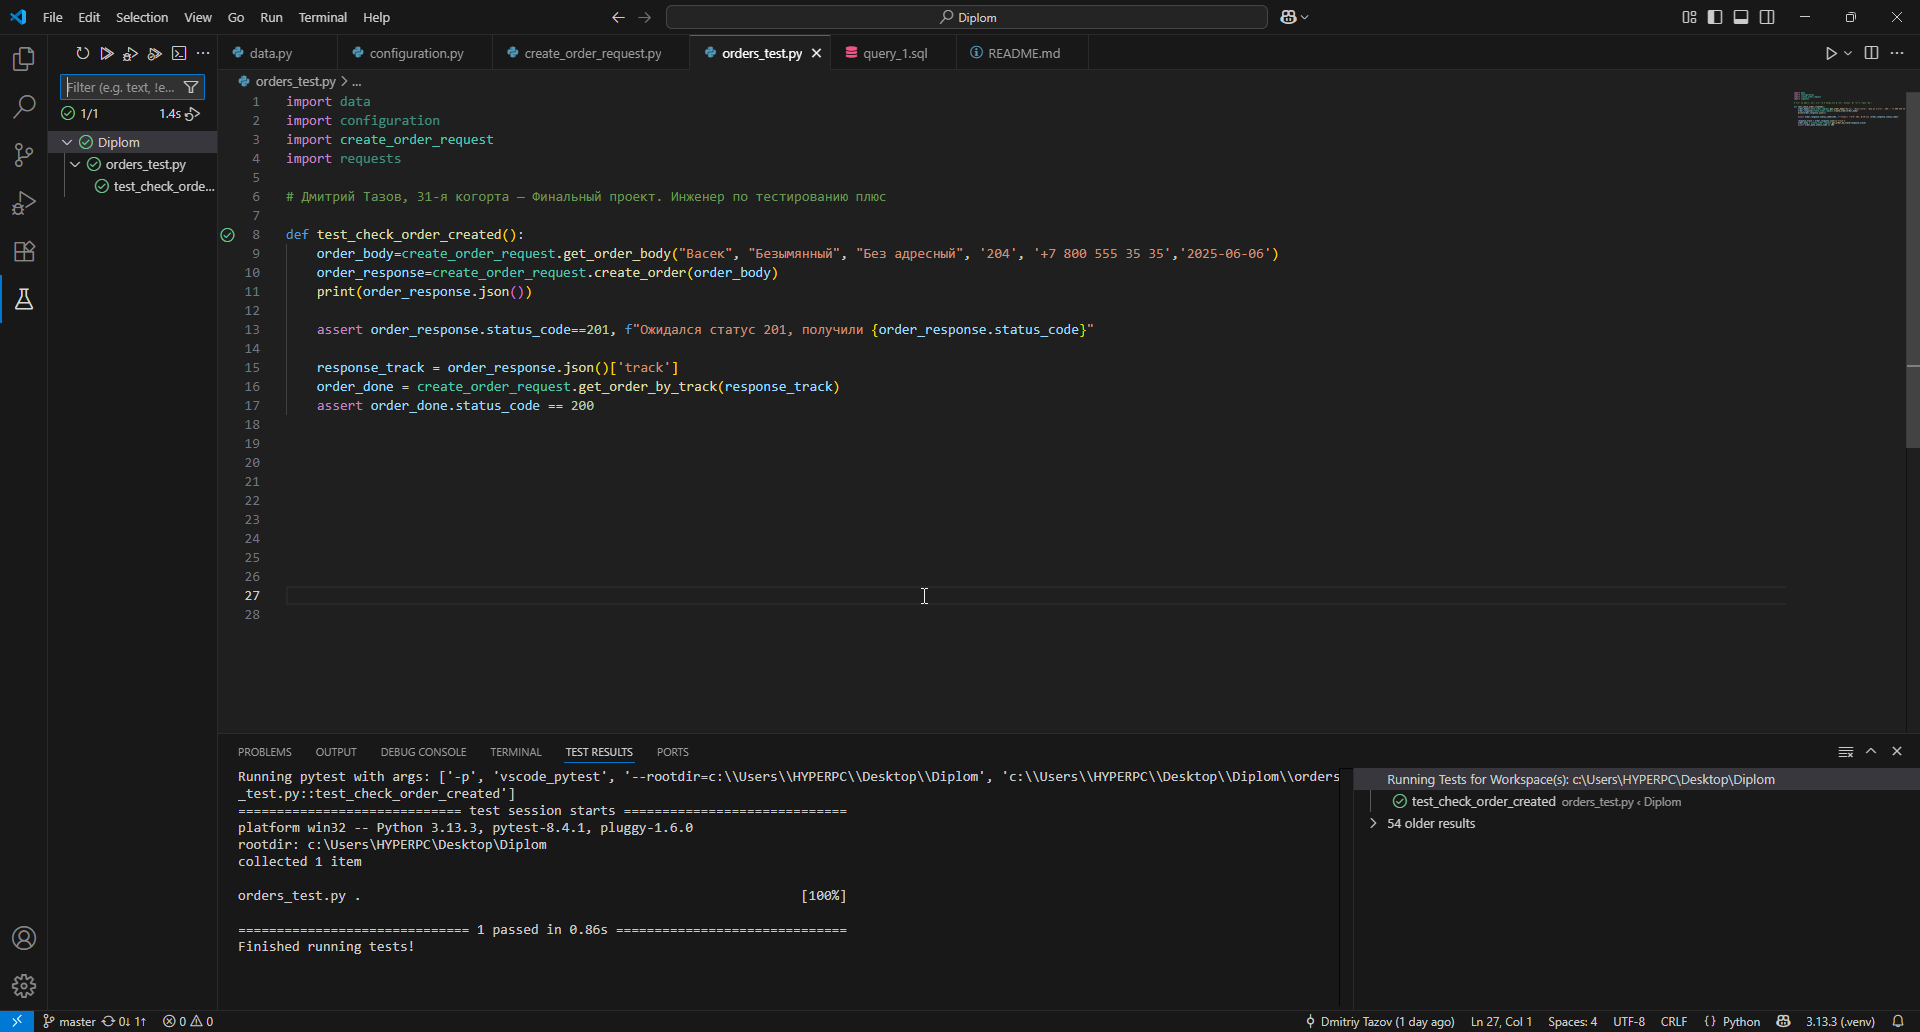 File Edit Selection View Go Run Terminal Help
Diplom
data.py configuration.py create_order_request.py orders_test.py query_1.sql README.md
Filter (e.g. text, !e...
1/1 1.4s
Diplom
orders_test.py
test_check_orde...
orders_test.py > ...
1 import data
2 import configuration
3 import create_order_request
4 import requests
5
6 # Дмитрий Тазов, 31-я когорта — Финальный проект. Инженер по тестированию плюс
7
8 def test_check_order_created():
9 order_body=create_order_request.get_order_body("Васек", "Безымянный", "Без адресный", '204', '+7 800 555 35 35','2025-06-06')
10 order_response=create_order_request.create_order(order_body)
11 print(order_response.json())
12
13 assert order_response.status_code==201, f"Ожидался статус 201, получили {order_response.status_code}"
14
15 response_track = order_response.json()['track']
16 order_done = create_order_request.get_order_by_track(response_track)
17 assert order_done.status_code == 200
18
19
20
21
22
23
24
25
26
27
28
PROBLEMS OUTPUT DEBUG CONSOLE TERMINAL TEST RESULTS PORTS
Running pytest with args: ['-p', 'vscode_pytest', '--rootdir=c:\\Users\\HYPERPC\\Desktop\\Diplom', 'c:\\Users\\HYPERPC\\Desktop\\Diplom\\orders
_test.py::test_check_order_created']
============================= test session starts =============================
platform win32 -- Python 3.13.3, pytest-8.4.1, pluggy-1.6.0
rootdir: c:\Users\HYPERPC\Desktop\Diplom
collected 1 item
orders_test.py . [100%]
============================== 1 passed in 0.86s ==============================
Finished running tests!
Running Tests for Workspace(s): c:\Users\HYPERPC\Desktop\Diplom
test_check_order_created orders_test.py < Diplom
54 older results
master 0↓ 1↑ 0 0 Dmitriy Tazov (1 day ago) Ln 27, Col 1 Spaces: 4 UTF-8 CRLF {} Python 3.13.3 (.venv)